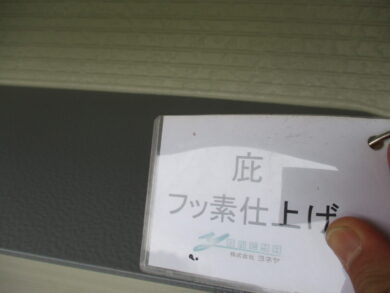 庇
フッ素仕上げ
株式会社 ヨネヤ